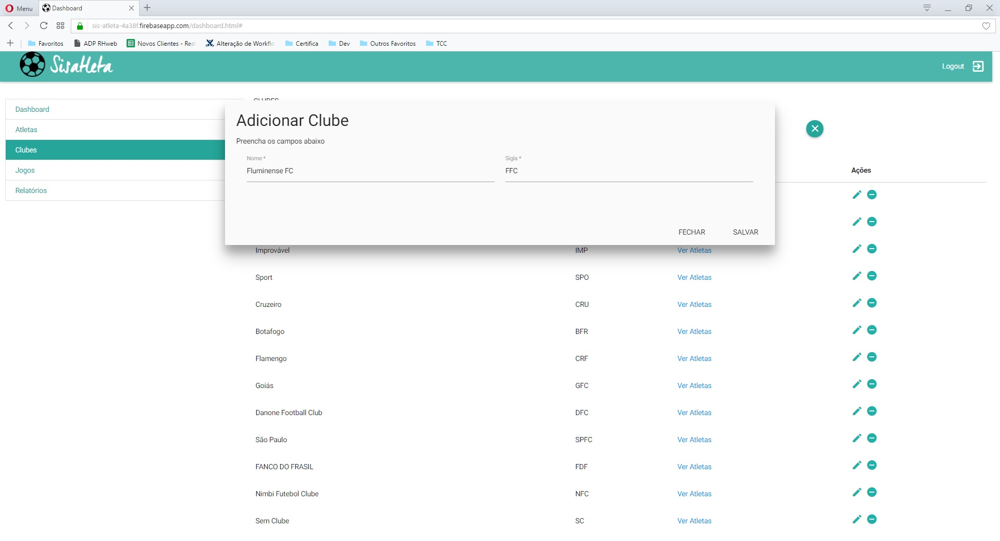 Menu
Dashboard
sis-atleta-4a38f.firebaseapp.com/dashboard.html#
Favoritos
ADP RHweb
Novos Clientes - Red
Alteração de Workflo
Certifica
Dev
Outros Favoritos
TCC
Sisatleta
Logout
Dashboard
Atletas
Clubes
Jogos
Relatórios
CLUBES
Adicionar Clube
Preencha os campos abaixo
Nome * Sigla *
Fluminense FC FFC
FECHAR SALVAR
Ações
Improvável IMP Ver Atletas
Sport SPO Ver Atletas
Cruzeiro CRU Ver Atletas
Botafogo BFR Ver Atletas
Flamengo CRF Ver Atletas
Goiás GFC Ver Atletas
Danone Football Club DFC Ver Atletas
São Paulo SPFC Ver Atletas
FANCO DO FRASIL FDF Ver Atletas
Nimbi Futebol Clube NFC Ver Atletas
Sem Clube SC Ver Atletas